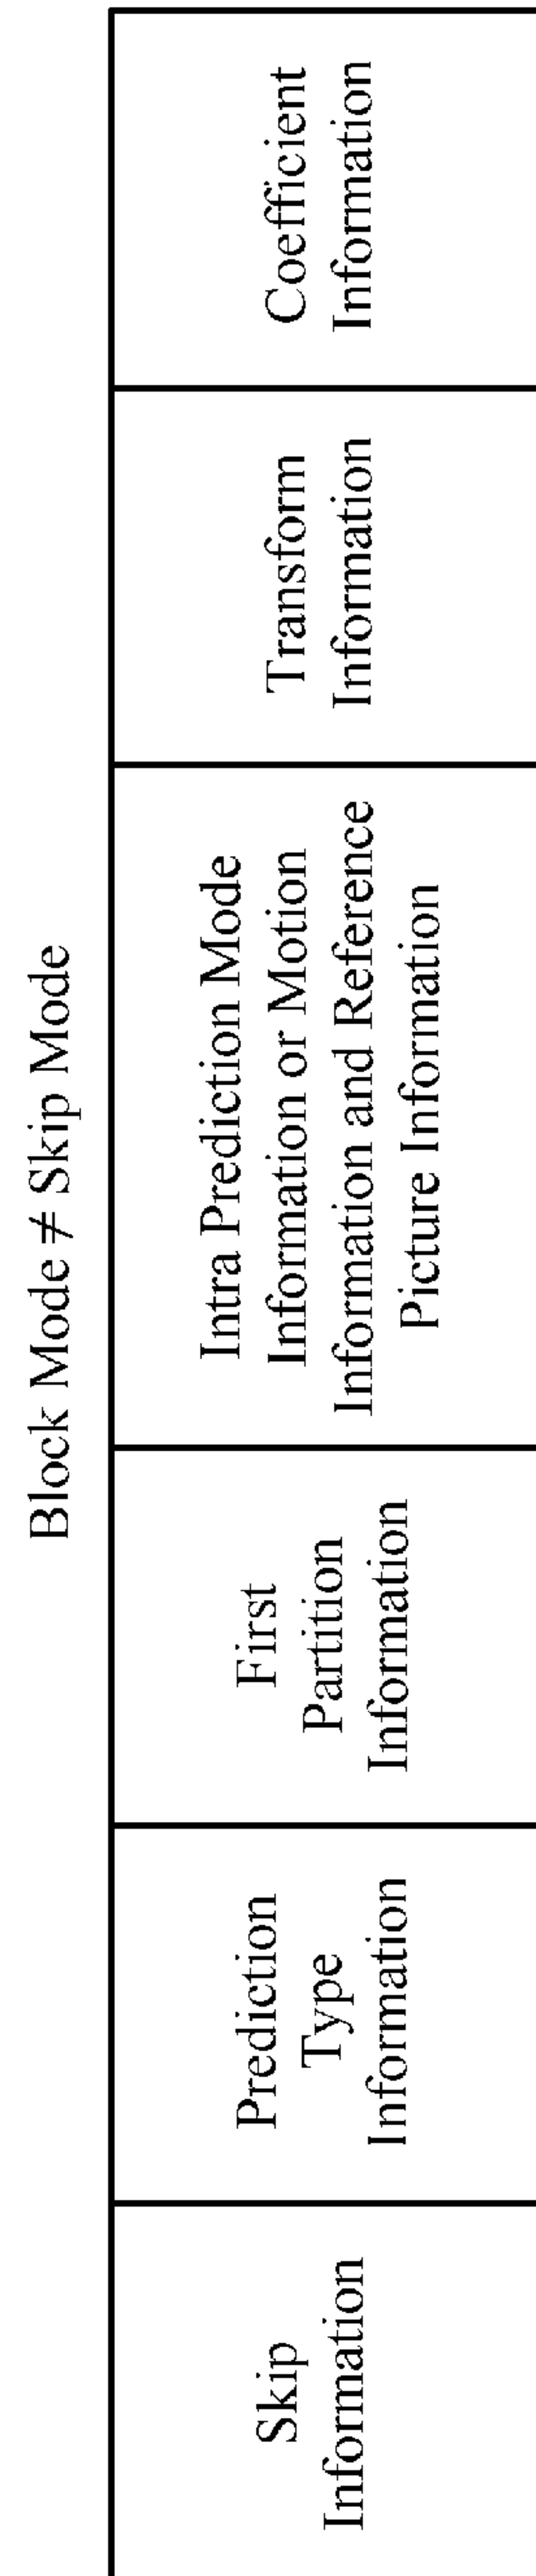 Block Mode ≠ Skip Mode
Skip
Information
Prediction
Type
Information
First
Partition
Information
Intra Prediction Mode
Information or Motion
Information and Reference
Picture Information
Transform
Information
Coefficient
Information